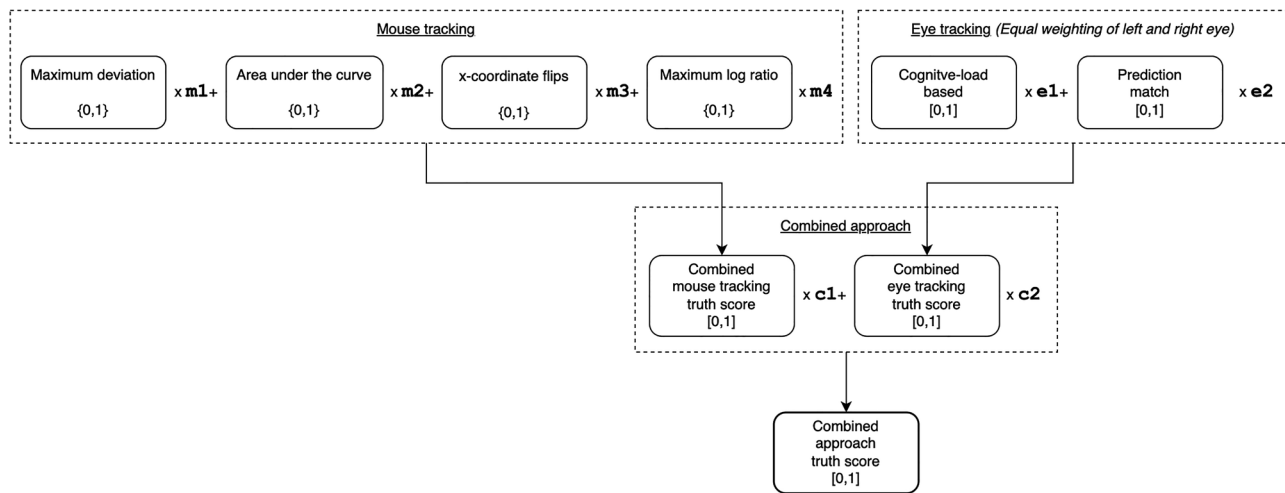 Mouse tracking
Maximum deviation
{0,1}
x m1+
Area under the curve
{0,1}
x m2+
x-coordinate flips
{0,1}
x m3+
Maximum log ratio
{0,1}
x m4
Eye tracking (Equal weighting of left and right eye)
Cognitve-load
based
[0,1]
x e1+
Prediction
match
[0,1]
x e2
Combined approach
Combined
mouse tracking
truth score
[0,1]
x c1+
Combined
eye tracking
truth score
[0,1]
x c2
Combined
approach
truth score
[0,1]